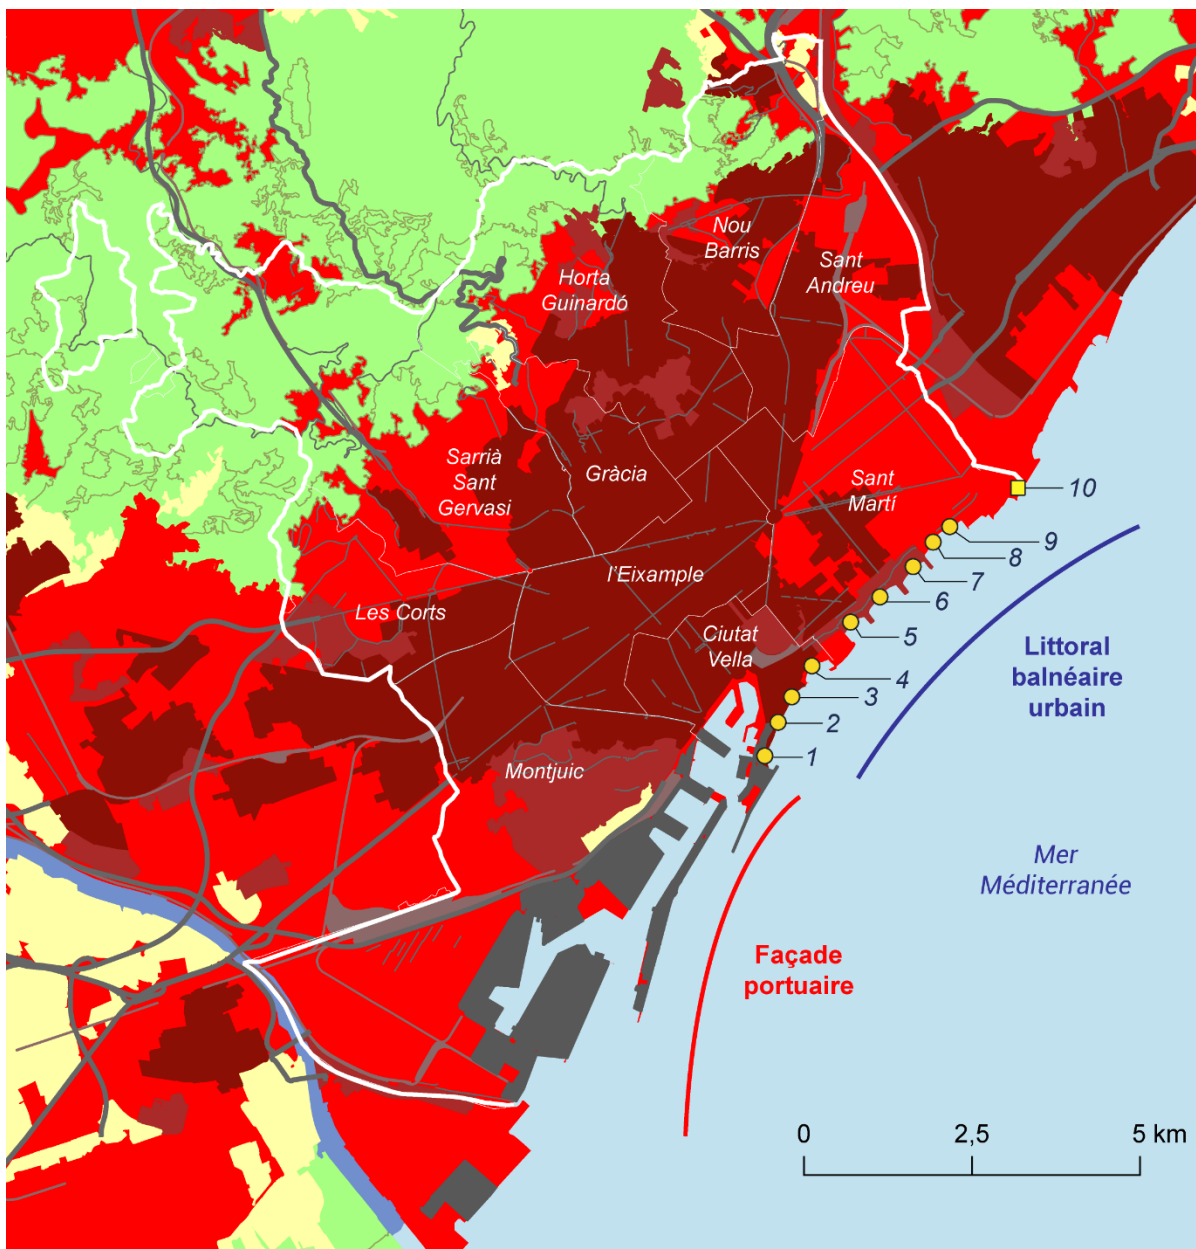 Nou
Barris
Sant
Andreu
Horta
Guinardó
Sarrià
Sant
Gervasi
Gràcia
Sant
Martí
10
9
8
7
6
5
4
3
2
1
l'Eixample
Les Corts
Ciutat
Vella
Littoral
balnéaire
urbain
Montjuic
Mer
Méditerranée
Façade
portuaire
0 2,5 5 km